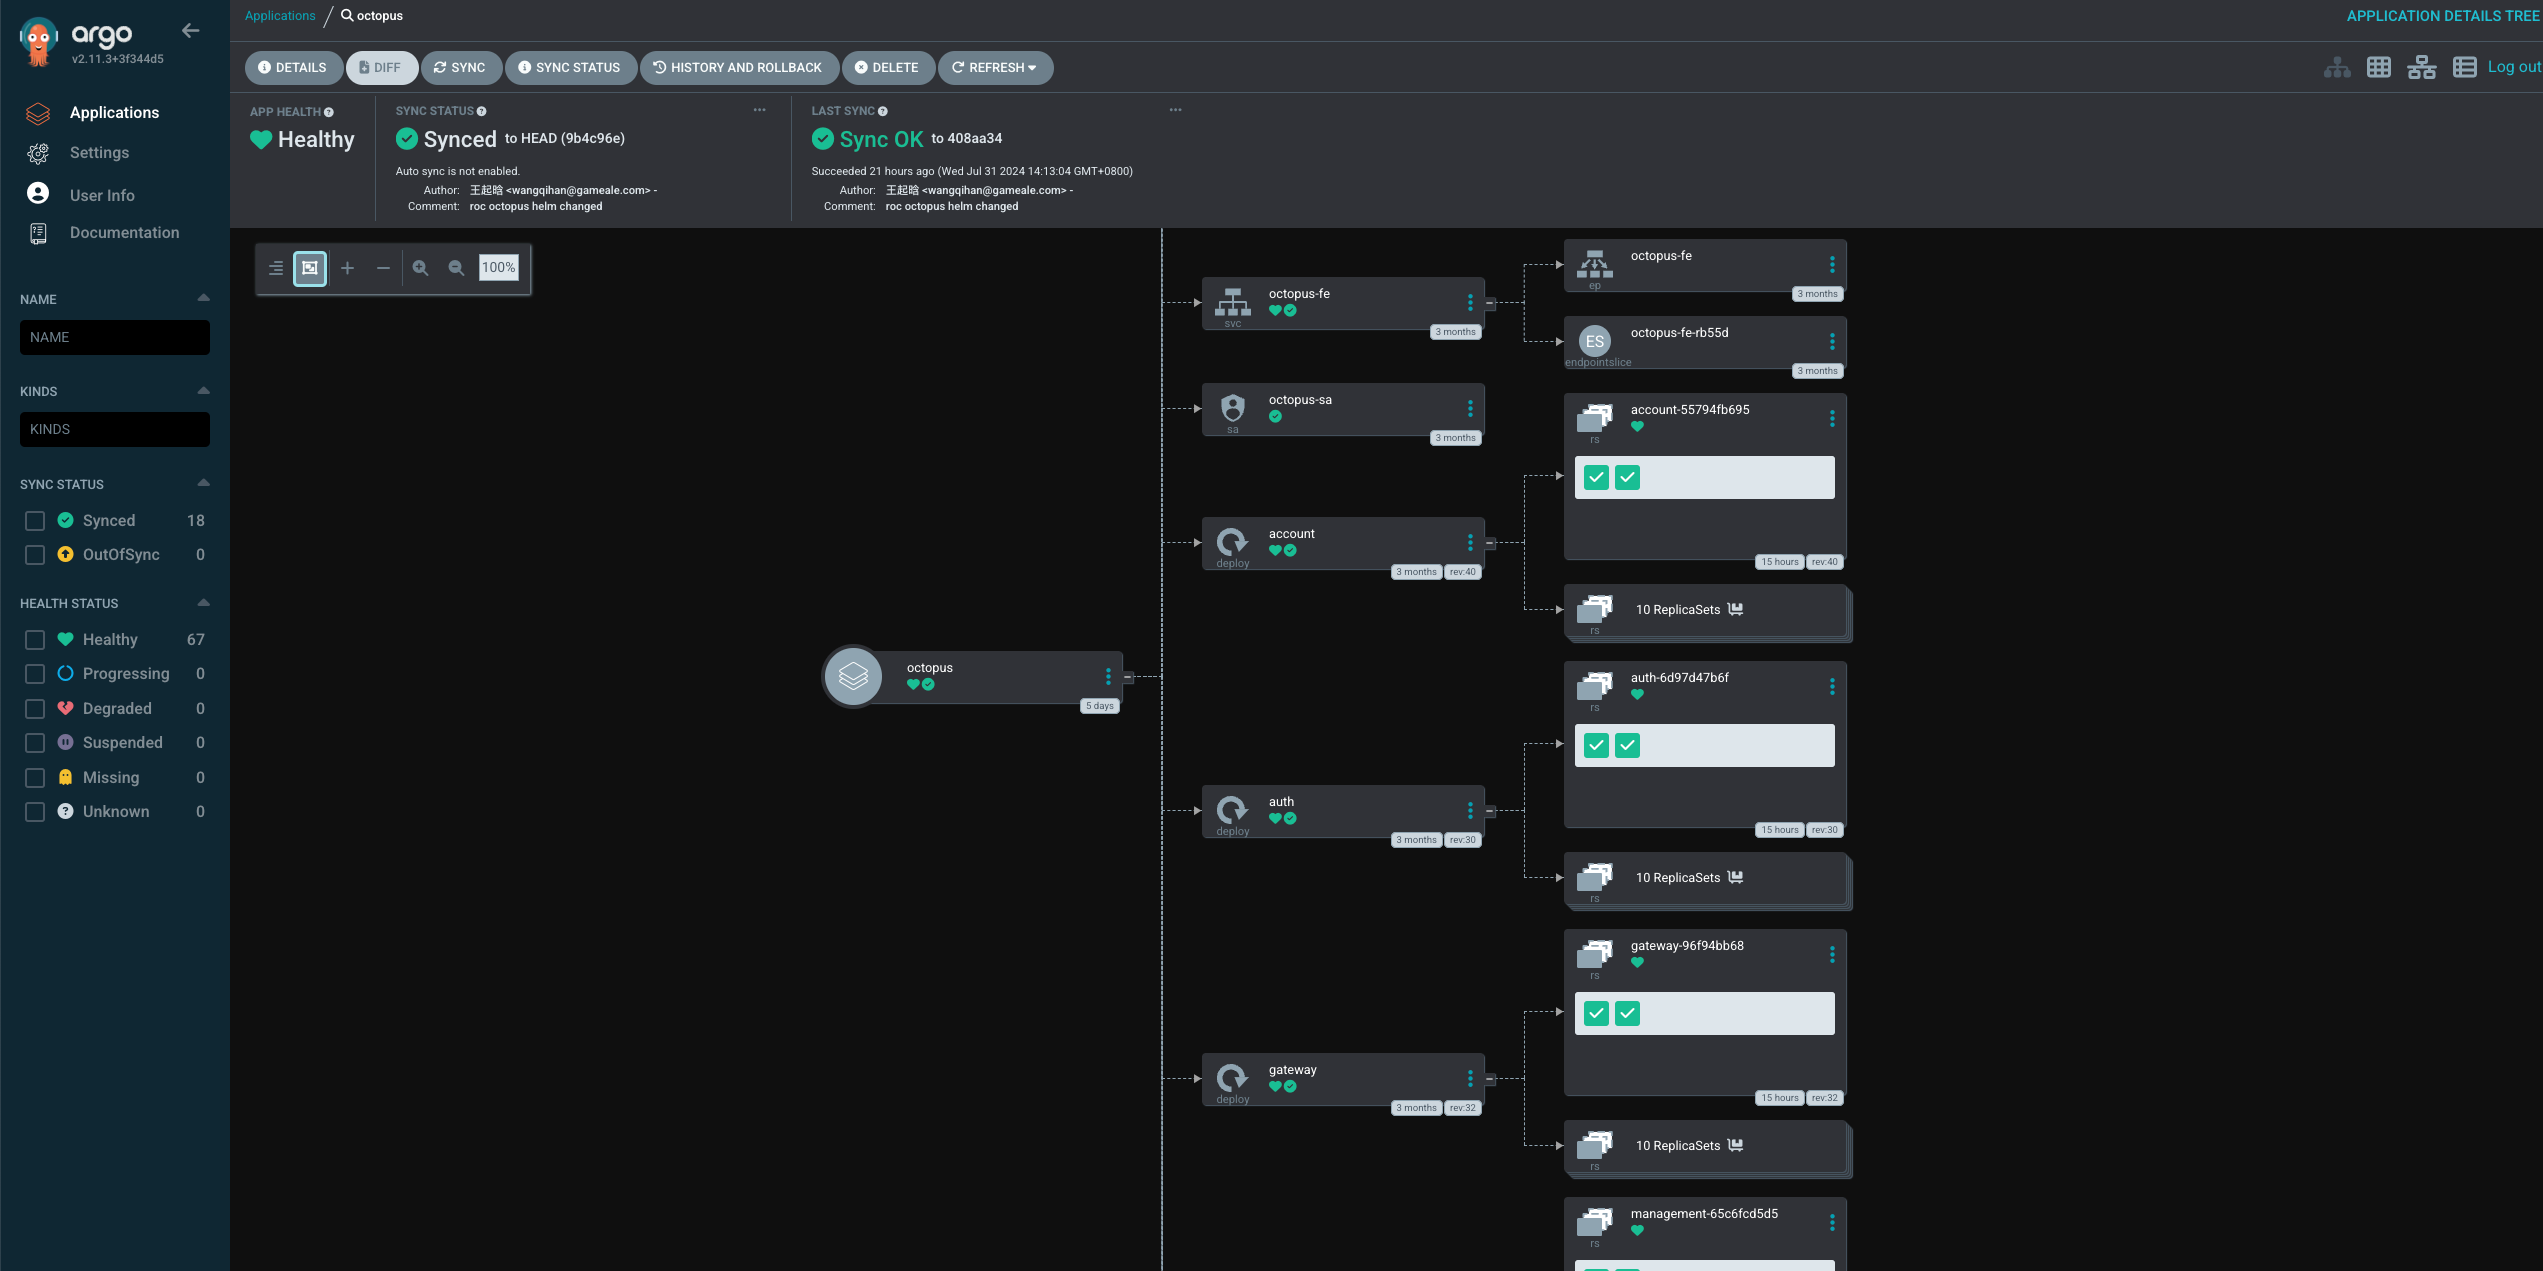 argo
v2.11.3+3f344d5
Applications
Settings
User Info
Documentation
NAME
NAME
KINDS
KINDS
SYNC STATUS
Synced 18
OutOfSync 0
HEALTH STATUS
Healthy 67
Progressing 0
Degraded 0
Suspended 0
Missing 0
Unknown 0
Applications / octopus
APPLICATION DETAILS TREE
DETAILS DIFF SYNC SYNC STATUS HISTORY AND ROLLBACK DELETE REFRESH
Log out
APP HEALTH
Healthy
SYNC STATUS
Synced to HEAD (9b4c96e)
Auto sync is not enabled.
Author: 王起晗 <wangqihan@gameale.com> -
Comment: roc octopus helm changed
LAST SYNC
Sync OK to 408aa34
Succeeded 21 hours ago (Wed Jul 31 2024 14:13:04 GMT+0800)
Author: 王起晗 <wangqihan@gameale.com> -
Comment: roc octopus helm changed
100%
octopus
5 days
octopus-fe
svc
3 months
octopus-sa
sa
3 months
account
deploy
3 months rev:40
auth
deploy
3 months rev:30
gateway
deploy
3 months rev:32
octopus-fe
ep
3 months
ES
octopus-fe-rb55d
endpointslice
3 months
account-55794fb695
rs
15 hours rev:40
10 ReplicaSets
rs
auth-6d97d47b6f
rs
15 hours rev:30
10 ReplicaSets
rs
gateway-96f94bb68
rs
15 hours rev:32
10 ReplicaSets
rs
management-65c6fcd5d5
rs